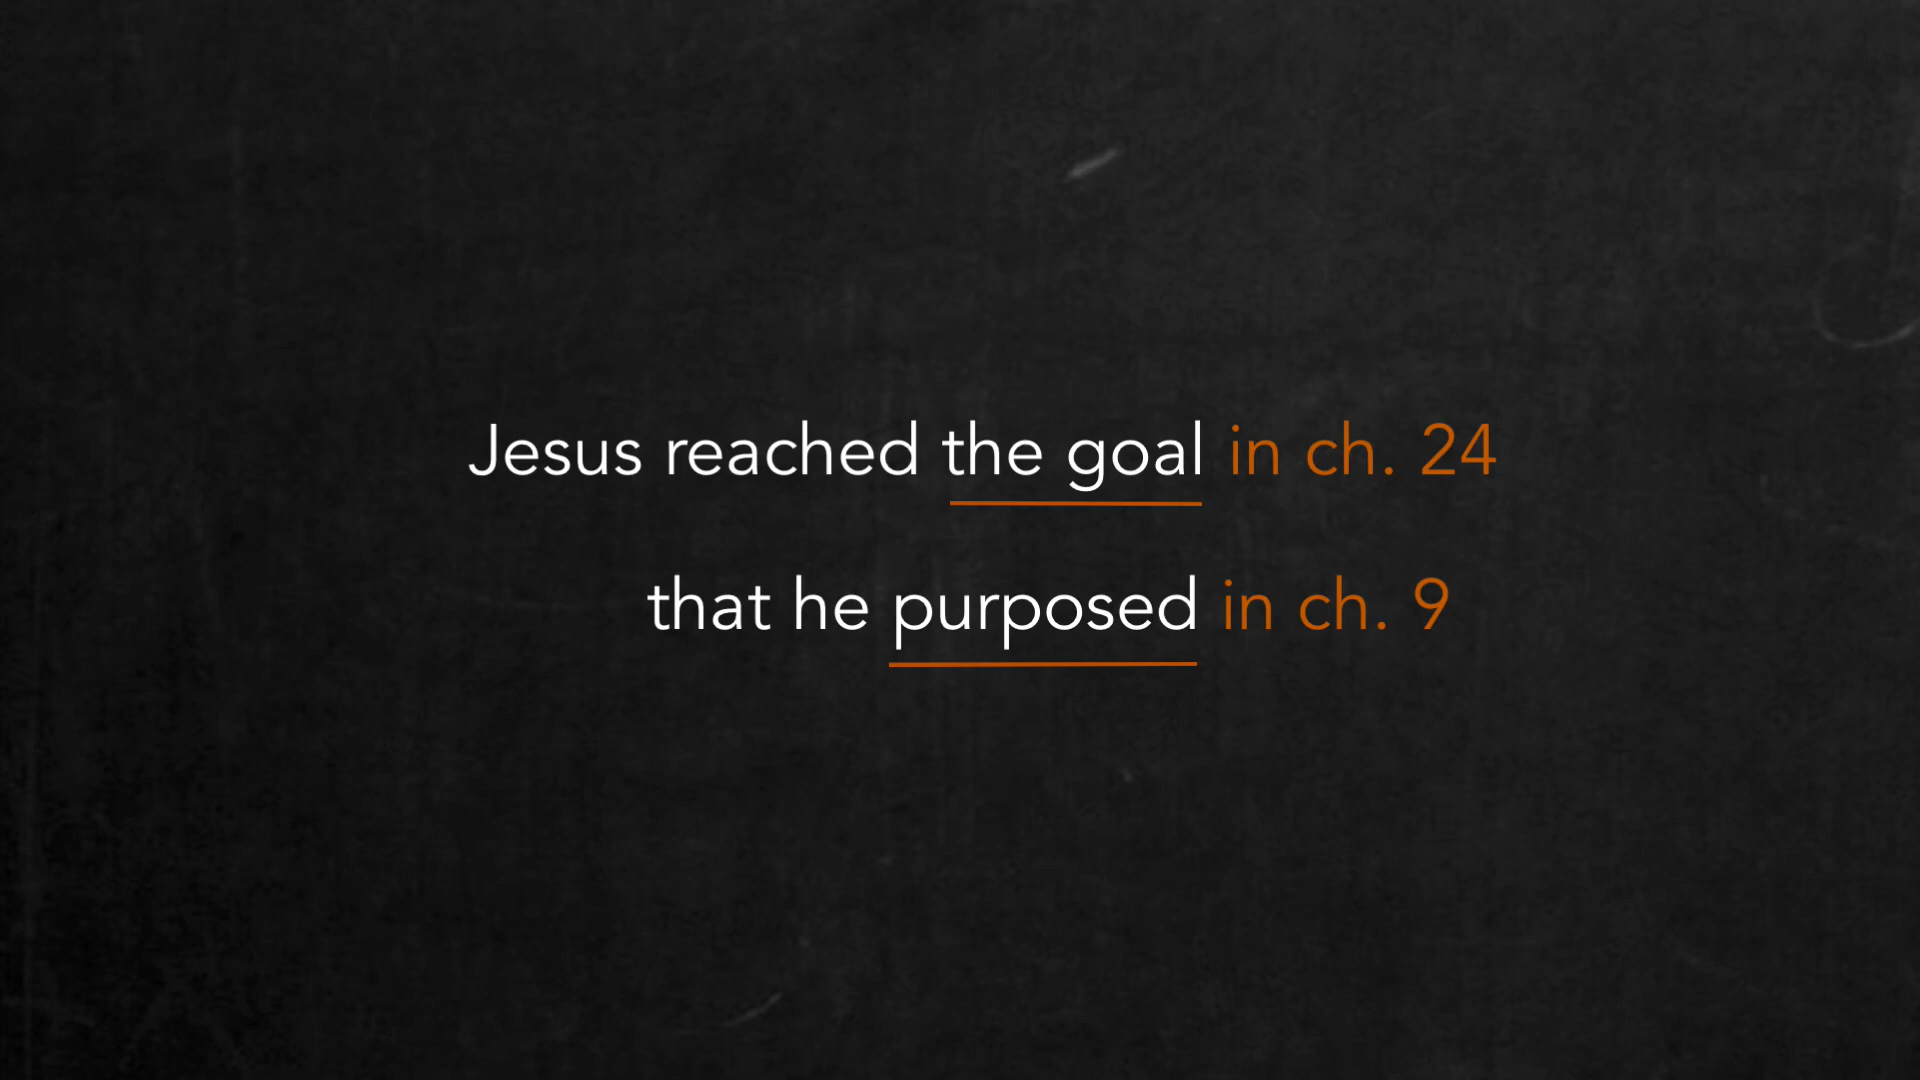 Jesus reached the goal in ch. 24
that he purposed in ch. 9